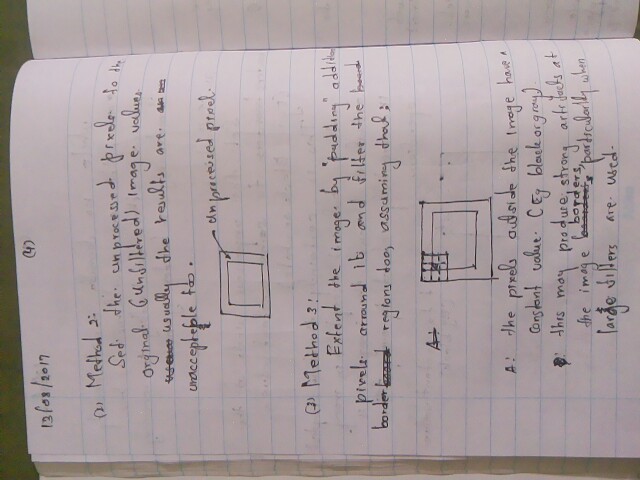 (4)
13/08/2017
(2) Method 2:
Set the unprocessed pixels to the
orginal (unfiltered) image values
usually the results are
unaccepteple too.
unprocessed pixel.
(3) Method 3:
Extent the image by "padding" addition
pixels arround it and filter the
border regions too, assuming that:
A:
A: the pixels outside the image have a
constant value. (Eg black or gray)
this may produce strong artifacts at
the image borders, particularly when
large filters are used.